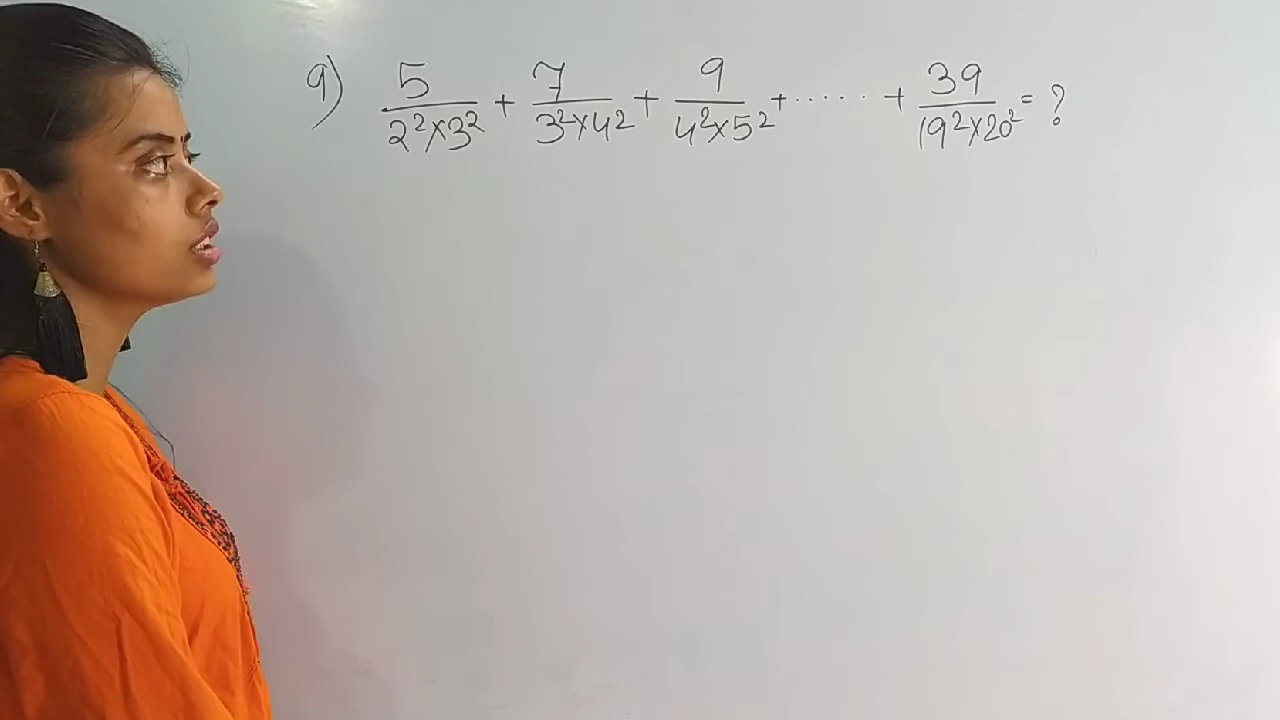 9) 5/(2²×3²) + 7/(3²×4²) + 9/(4²×5²) + ...... + 39/(19²×20²) = ?